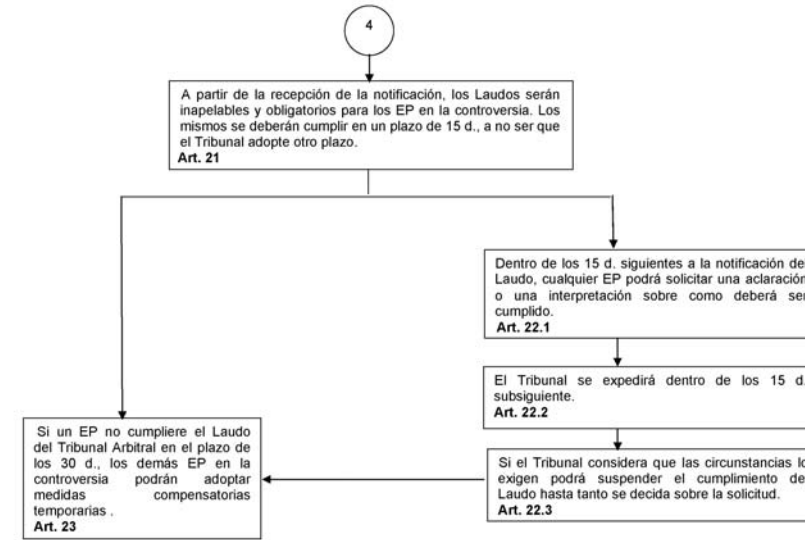 4
A partir de la recepción de la notificación, los Laudos serán
inapelables y obligatorios para los EP en la controversia. Los
mismos se deberán cumplir en un plazo de 15 d., a no ser que
el Tribunal adopte otro plazo.
Art. 21
Dentro de los 15 d. siguientes a la notificación de
Laudo, cualquier EP podrá solicitar una aclaración
o una interpretación sobre como deberá ser
cumplido.
Art. 22.1
El Tribunal se expedirá dentro de los 15 d.
subsiguiente.
Art. 22.2
Si el Tribunal considera que las circunstancias lo
exigen podrá suspender el cumplimiento de
Laudo hasta tanto se decida sobre la solicitud.
Art. 22.3
Si un EP no cumpliere el Laudo
del Tribunal Arbitral en el plazo de
los 30 d., los demás EP en la
controversia podrán adoptar
medidas compensatorias
temporarias .
Art. 23